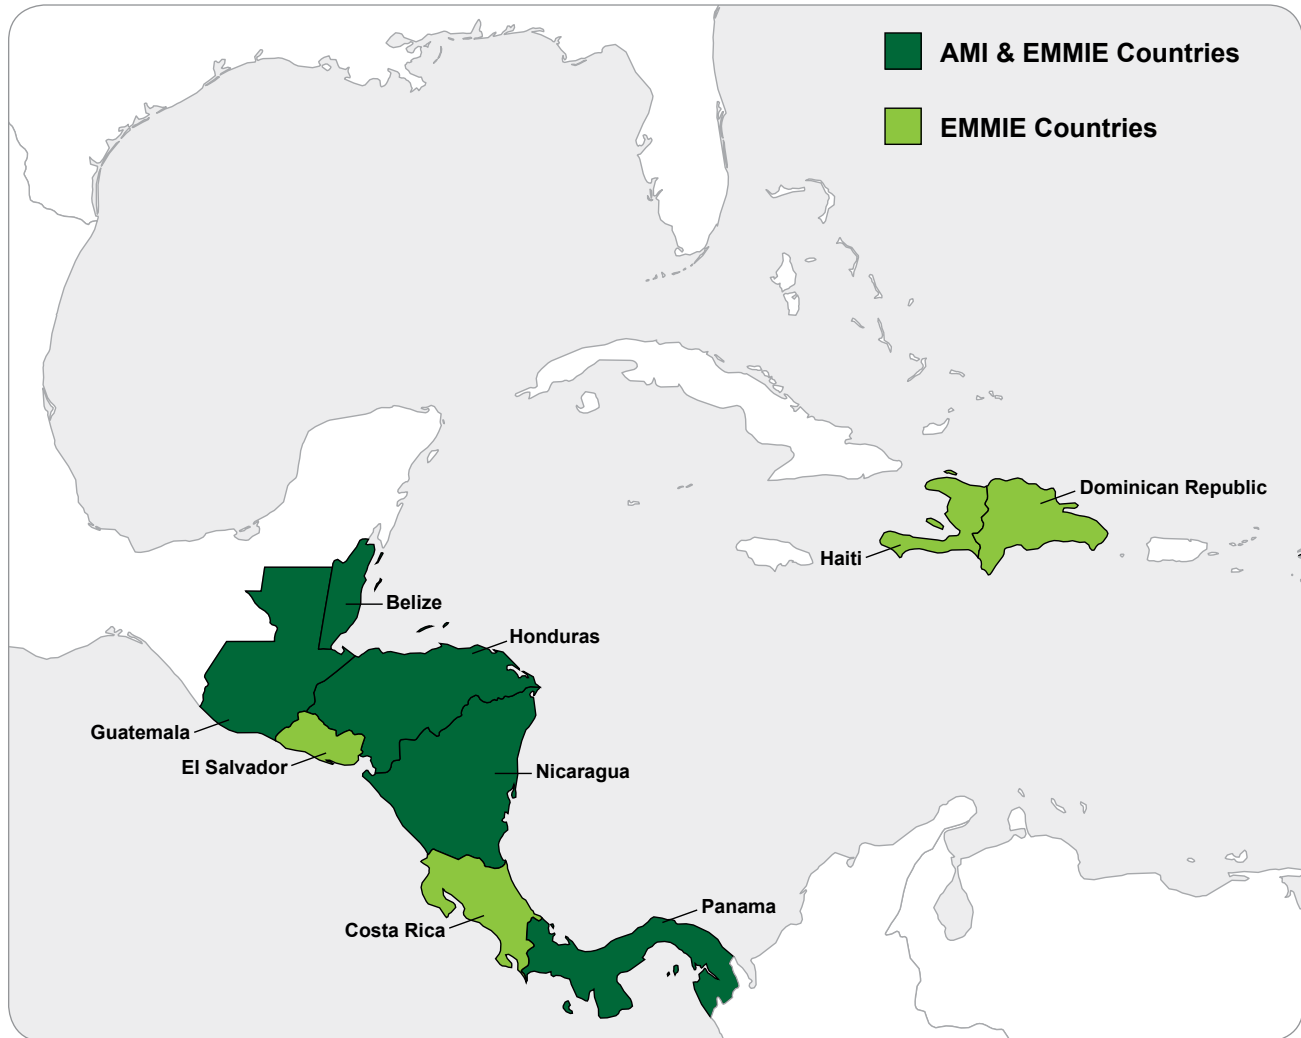 AMI & EMMIE Countries
EMMIE Countries
Dominican Republic
Haiti
Belize
Honduras
Guatemala
El Salvador
Nicaragua
Panama
Costa Rica